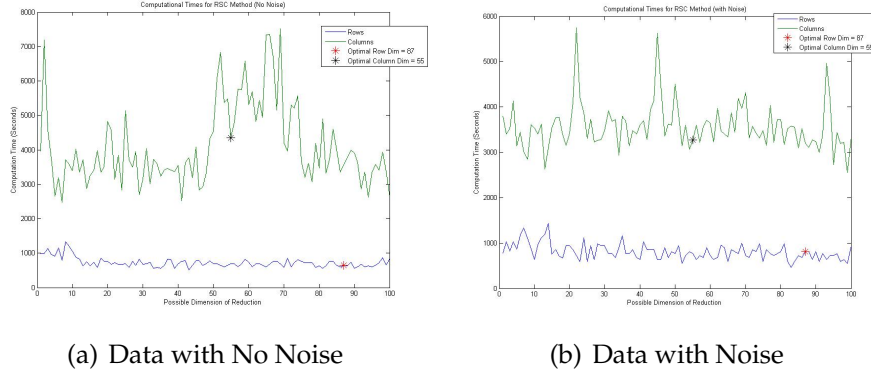 Computational Times for RSC Method (No Noise)
8000
7000
6000
5000
4000
3000
2000
1000
0
Computation Time (Seconds)
Rows
Columns
Optimal Row Dim = 87
Optimal Column Dim = 55
0 10 20 30 40 50 60 70 80 90 100
Possible Dimension of Reduction
(a) Data with No Noise
Computational Times for RSC Method (with Noise)
6000
5000
4000
3000
2000
1000
0
Computation Time (Seconds)
Rows
Columns
Optimal Row Dim = 87
Optimal Column Dim = 55
0 10 20 30 40 50 60 70 80 90 100
Possible Dimension of Reduction
(b) Data with Noise